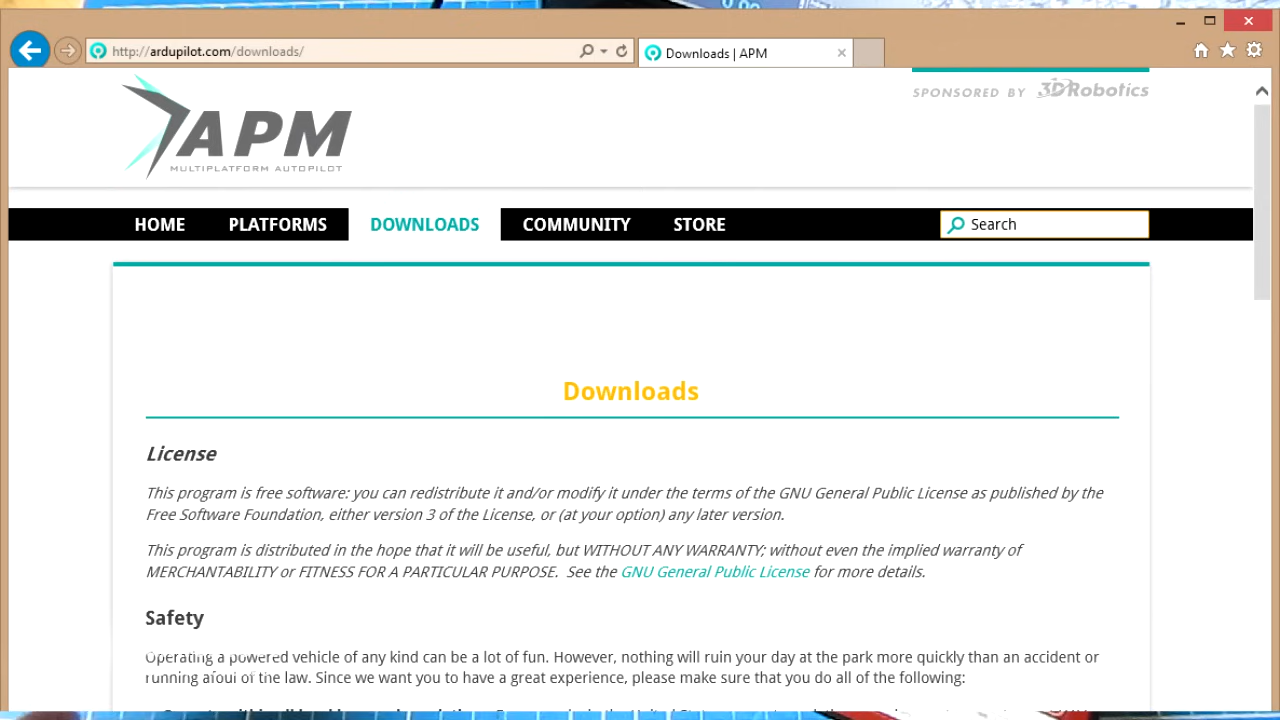 0.06
http://ardupilot.com/downloads/
Downloads | APM
APM
MULTIPLATFORM AUTOPILOT
SPONSORED BY 3DRobotics
HOME PLATFORMS DOWNLOADS COMMUNITY STORE Search
Downloads
License
This program is free software: you can redistribute it and/or modify it under the terms of the GNU General Public License as published by the
Free Software Foundation, either version 3 of the License, or (at your option) any later version.
This program is distributed in the hope that it will be useful, but WITHOUT ANY WARRANTY; without even the implied warranty of
MERCHANTABILITY or FITNESS FOR A PARTICULAR PURPOSE. See the GNU General Public License for more details.
Safety
Operating a powered vehicle of any kind can be a lot of fun. However, nothing will ruin your day at the park more quickly than an accident or
running afoul of the law. Since we want you to have a great experience, please make sure that you do all of the following: